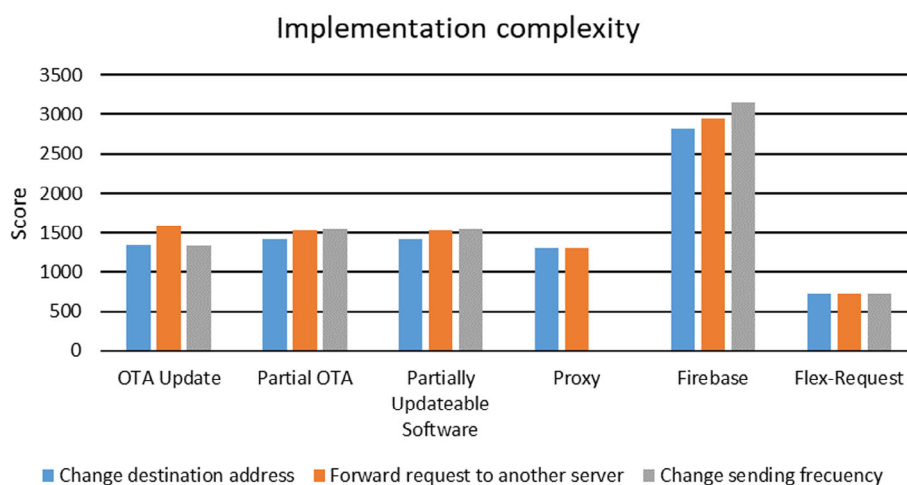 Implementation complexity
3500
3000
2500
2000
1500
1000
500
0
Score
OTA Update
Partial OTA
Partially
Updateable
Software
Proxy
Firebase
Flex-Request
Change destination address
Forward request to another server
Change sending frecuency